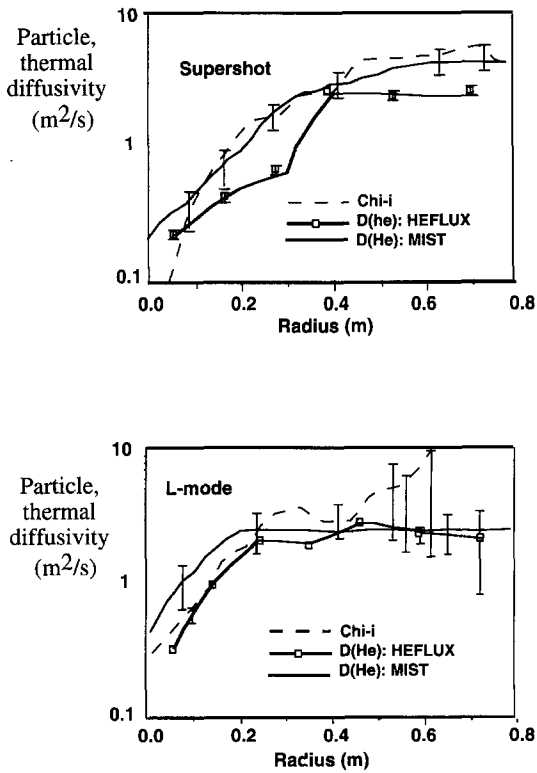 Particle,
thermal
diffusivity
(m2/s)
10
1
0.1
Supershot
Chi-i
D(he): HEFLUX
D(He): MIST
0.0
0.2
0.4
0.6
0.8
Radius (m)
Particle,
thermal
diffusivity
(m2/s)
10
1
0.1
L-mode
Chi-i
D(He): HEFLUX
D(He): MIST
0.0
0.2
0.4
0.6
0.8
Radius (m)